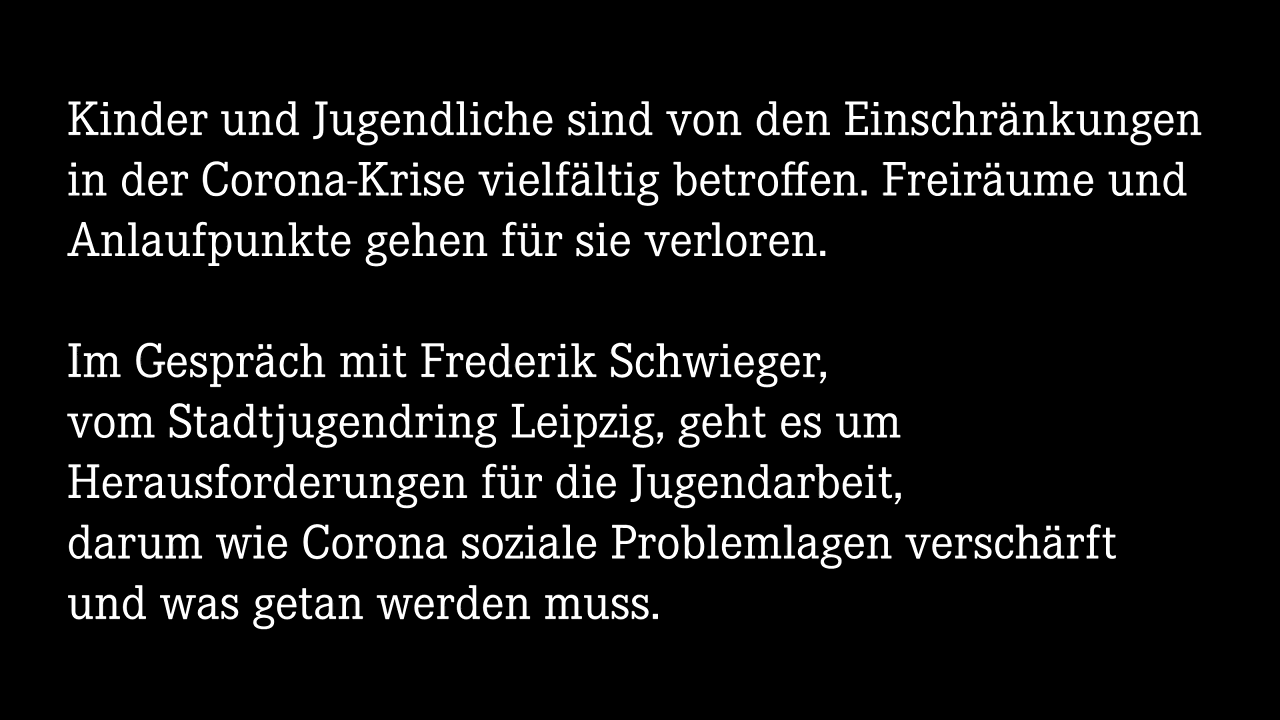 Kinder und Jugendliche sind von den Einschränkungen
in der Corona-Krise vielfältig betroffen. Freiräume und
Anlaufpunkte gehen für sie verloren.
Im Gespräch mit Frederik Schwieger,
vom Stadtjugendring Leipzig, geht es um
Herausforderungen für die Jugendarbeit,
darum wie Corona soziale Problemlagen verschärft
und was getan werden muss.